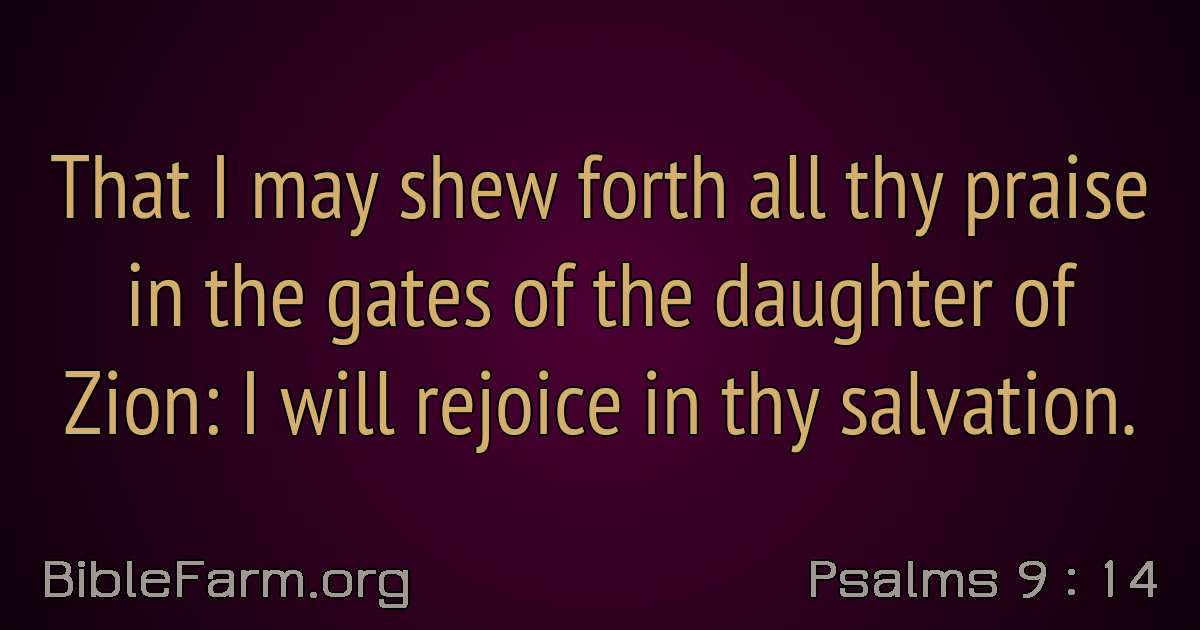 That I may shew forth all thy praise
in the gates of the daughter of
Zion: I will rejoice in thy salvation.
BibleFarm.org
Psalms 9 : 14